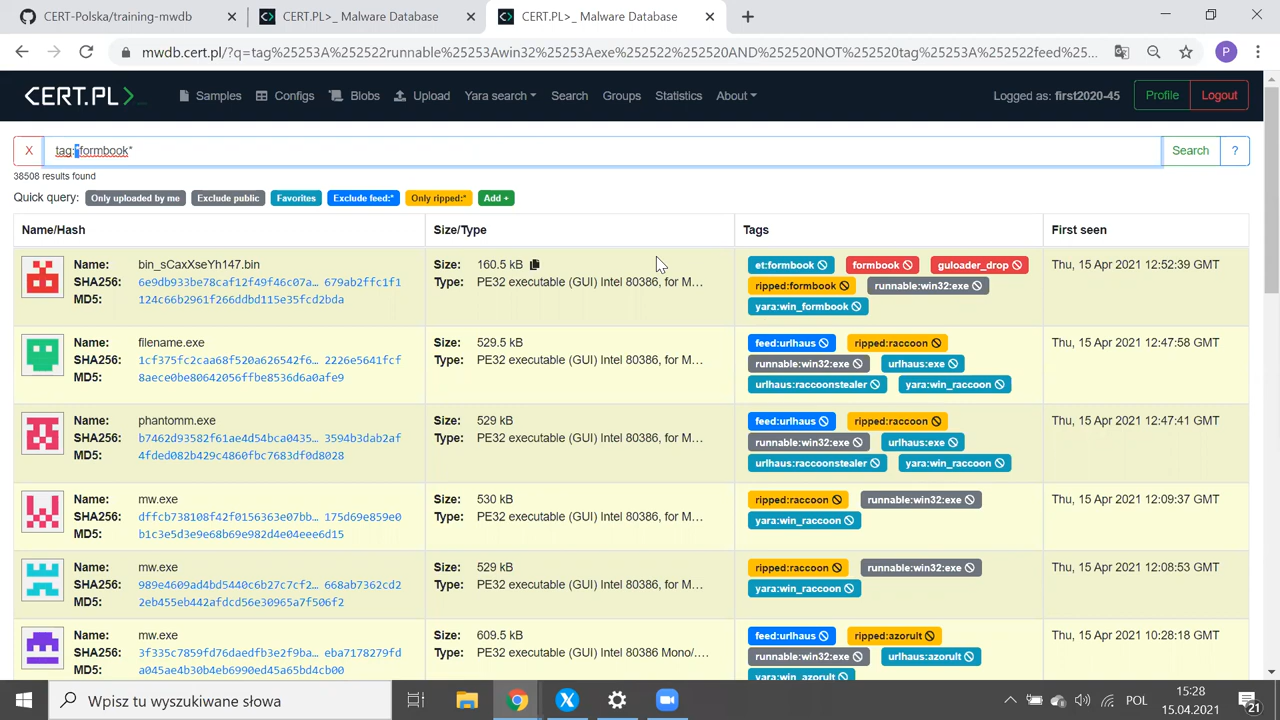 CERT-Polska/training-mwdb
CERT.PL>_ Malware Database
CERT.PL>_ Malware Database
mwdb.cert.pl/?q=tag%25253A%252522runnable%25253Awin32%25253Aexe%252522%252520AND%252520NOT%252520tag%25253A%252522feed%25...
P
CERT.PL>_
Samples Configs Blobs Upload Yara search Search Groups Statistics About
Logged as: first2020-45 Profile Logout
X tag:*formbook* Search ?
38508 results found
Quick query: Only uploaded by me Exclude public Favorites Exclude feed:* Only ripped:* Add +
Name/Hash Size/Type Tags First seen
Name: bin_sCaxXseYh147.bin Size: 160.5 kB et:formbook formbook guloader_drop Thu, 15 Apr 2021 12:52:39 GMT
SHA256: 6e9db933be78caf12f49f46c07a... 679ab2ffc1f1 Type: PE32 executable (GUI) Intel 80386, for M... ripped:formbook runnable:win32:exe
MD5: 124c66b2961f266ddbd115e35fcd2bda yara:win_formbook
Name: filename.exe Size: 529.5 kB feed:urlhaus ripped:raccoon Thu, 15 Apr 2021 12:47:58 GMT
SHA256: 1cf375fc2caa68f520a626542f6... 2226e5641fcf Type: PE32 executable (GUI) Intel 80386, for M... runnable:win32:exe urlhaus:exe
MD5: 8aece0be80642056ffbe8536d6a0afe9 urlhaus:raccoonstealer yara:win_raccoon
Name: phantomm.exe Size: 529 kB feed:urlhaus ripped:raccoon Thu, 15 Apr 2021 12:47:41 GMT
SHA256: b7462d93582f61ae4d54bca0435... 3594b3dab2af Type: PE32 executable (GUI) Intel 80386, for M... runnable:win32:exe urlhaus:exe
MD5: 4fded082b429c4860fbc7683df0d8028 urlhaus:raccoonstealer yara:win_raccoon
Name: mw.exe Size: 530 kB ripped:raccoon runnable:win32:exe Thu, 15 Apr 2021 12:09:37 GMT
SHA256: dffcb738108f42f0156363e07bb... 175d69e859e0 Type: PE32 executable (GUI) Intel 80386, for M... yara:win_raccoon
MD5: b1c3e5d3e9e68b69e982d4e04eee6d15
Name: mw.exe Size: 529 kB ripped:raccoon runnable:win32:exe Thu, 15 Apr 2021 12:08:53 GMT
SHA256: 989e4609ad4bd5440c6b27c7cf2... 668ab7362cd2 Type: PE32 executable (GUI) Intel 80386, for M... yara:win_raccoon
MD5: 2eb455eb442afdcd56e30965a7f506f2
Name: mw.exe Size: 609.5 kB feed:urlhaus ripped:azorult Thu, 15 Apr 2021 10:28:18 GMT
SHA256: 3f335c7859fd76daedfb3e2f9ba... eba7178279fd Type: PE32 executable (GUI) Intel 80386 Mono/.... runnable:win32:exe urlhaus:azorult
MD5: a045ae4b30b4eb6990ed45a65bd4cb00 yara:win_azorult
Wpisz tu wyszukiwane słowa POL 15:28
15.04.2021 21